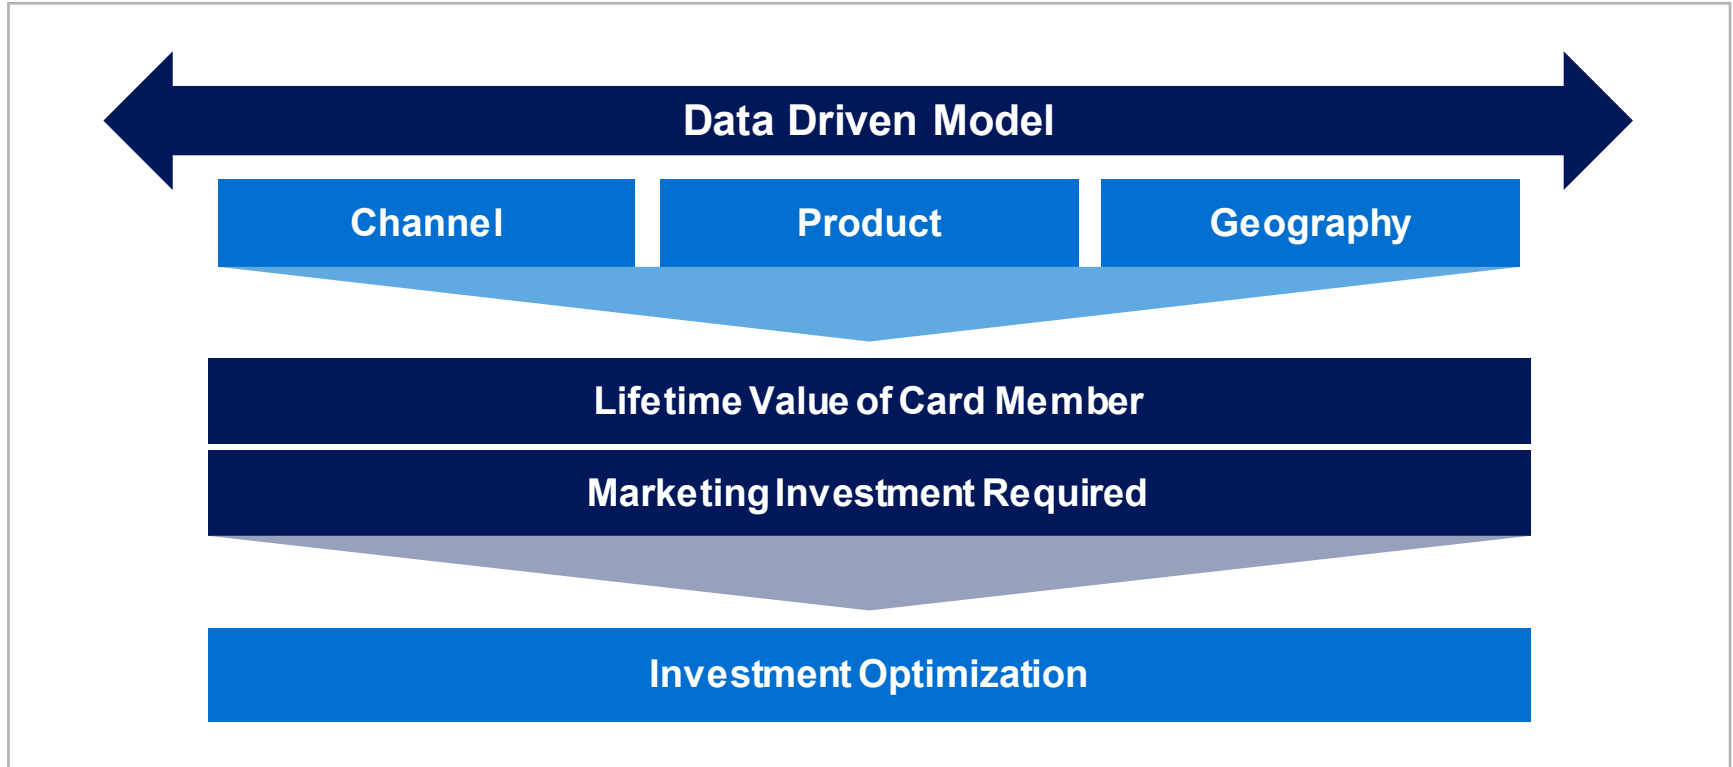 Data Driven Model
Channel
Product
Geography
Lifetime Value of Card Member
Marketing Investment Required
Investment Optimization